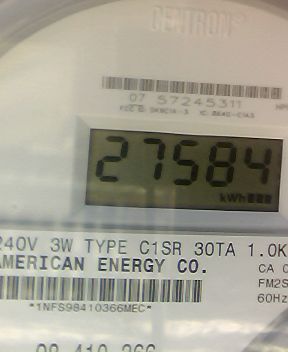 CENTRON®
07 57245311
27584
kWh
240V 3W TYPE C1SR 30TA 1.0K
AMERICAN ENERGY CO.
CA
FM2S
60Hz
*1NFS98410366MEC*
98 410 366